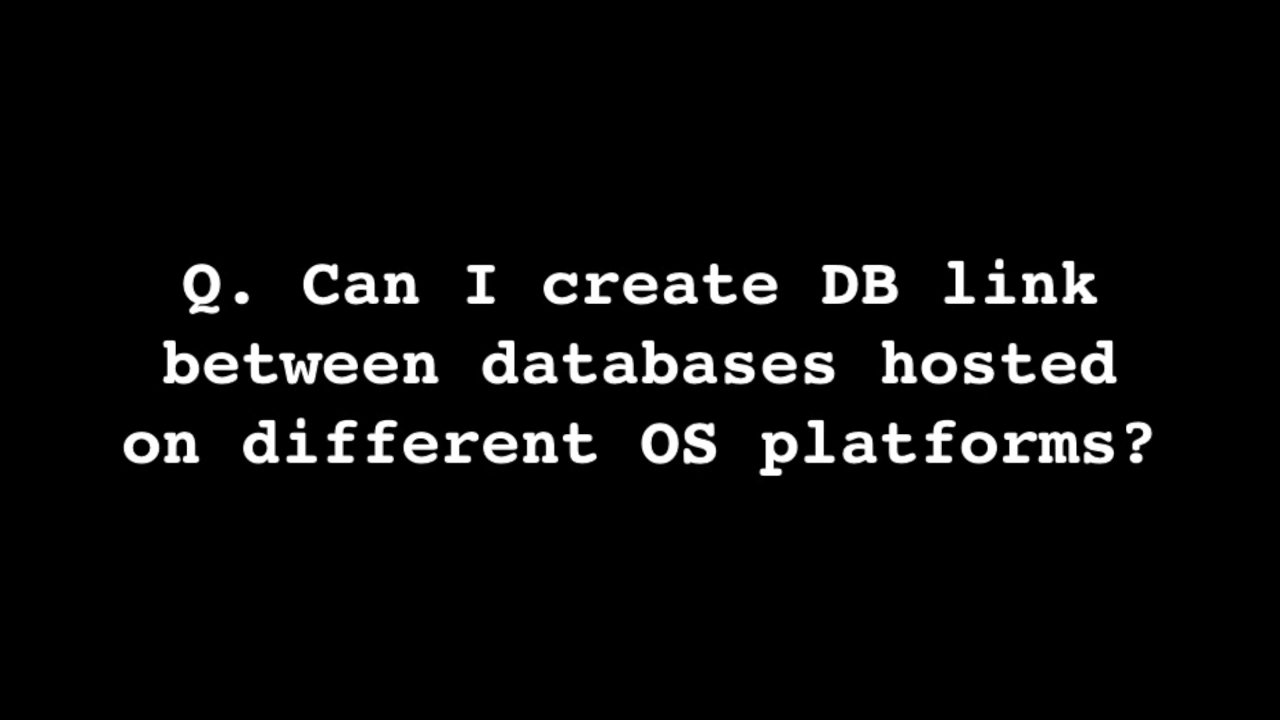 Q. Can I create DB link
between databases hosted
on different OS platforms?